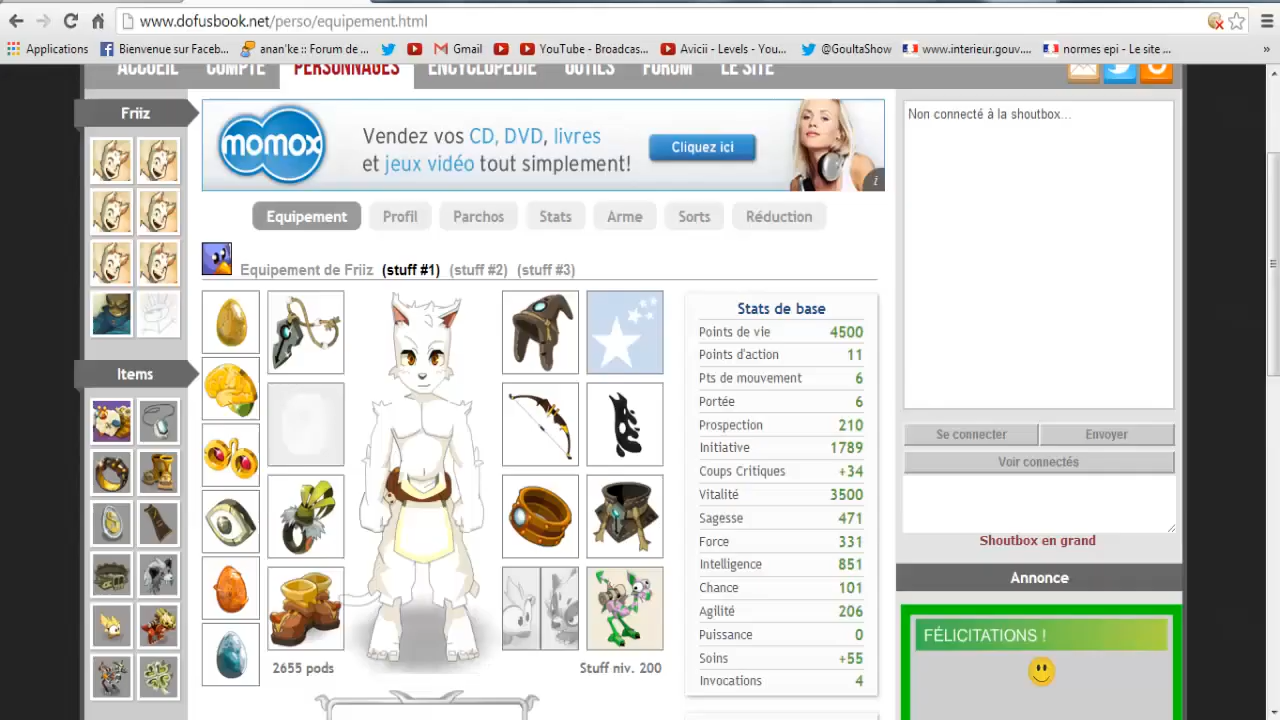 www.dofusbook.net/perso/equipement.html
Applications
Bienvenue sur Faceb...
anan'ke :: Forum de ...
Gmail
YouTube - Broadcas...
Avicii - Levels - You...
@GoultaShow
www.interieur.gouv....
normes epi - Le site ...
»
ACCUEIL COMPTE PERSONNAGES ENCYCLOPÉDIE OUTILS FORUM LE SITE
Friiz
momox
Vendez vos CD, DVD, livres
et jeux vidéo tout simplement!
Cliquez ici
i
Non connecté à la shoutbox...
Equipement Profil Parchos Stats Arme Sorts Réduction
Equipement de Friiz (stuff #1) (stuff #2) (stuff #3)
Stats de base
Points de vie 4500
Points d'action 11
Pts de mouvement 6
Portée 6
Prospection 210
Initiative 1789
Coups Critiques +34
Vitalité 3500
Sagesse 471
Force 331
Intelligence 851
Chance 101
Agilité 206
Puissance 0
Soins +55
Invocations 4
Items
2655 pods
Stuff niv. 200
Se connecter
Envoyer
Voir connectés
Shoutbox en grand
Annonce
FÉLICITATIONS !